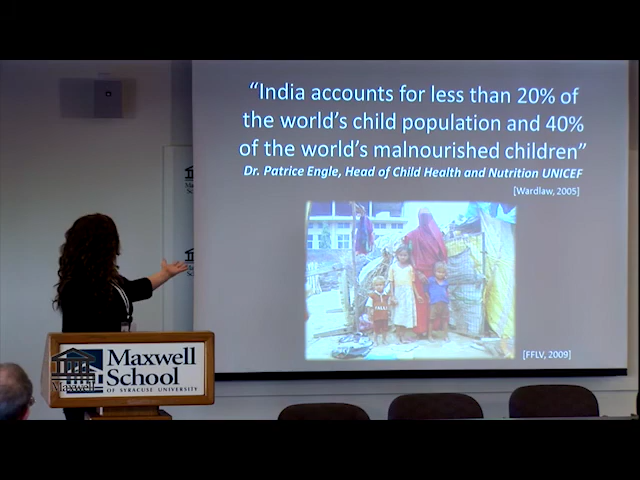 “India accounts for less than 20% of
the world’s child population and 40%
of the world’s malnourished children”
Dr. Patrice Engle, Head of Child Health and Nutrition UNICEF
[Wardlaw, 2005]
[FFLV, 2009]
Maxwell
Maxwell
School
OF SYRACUSE UNIVERSITY